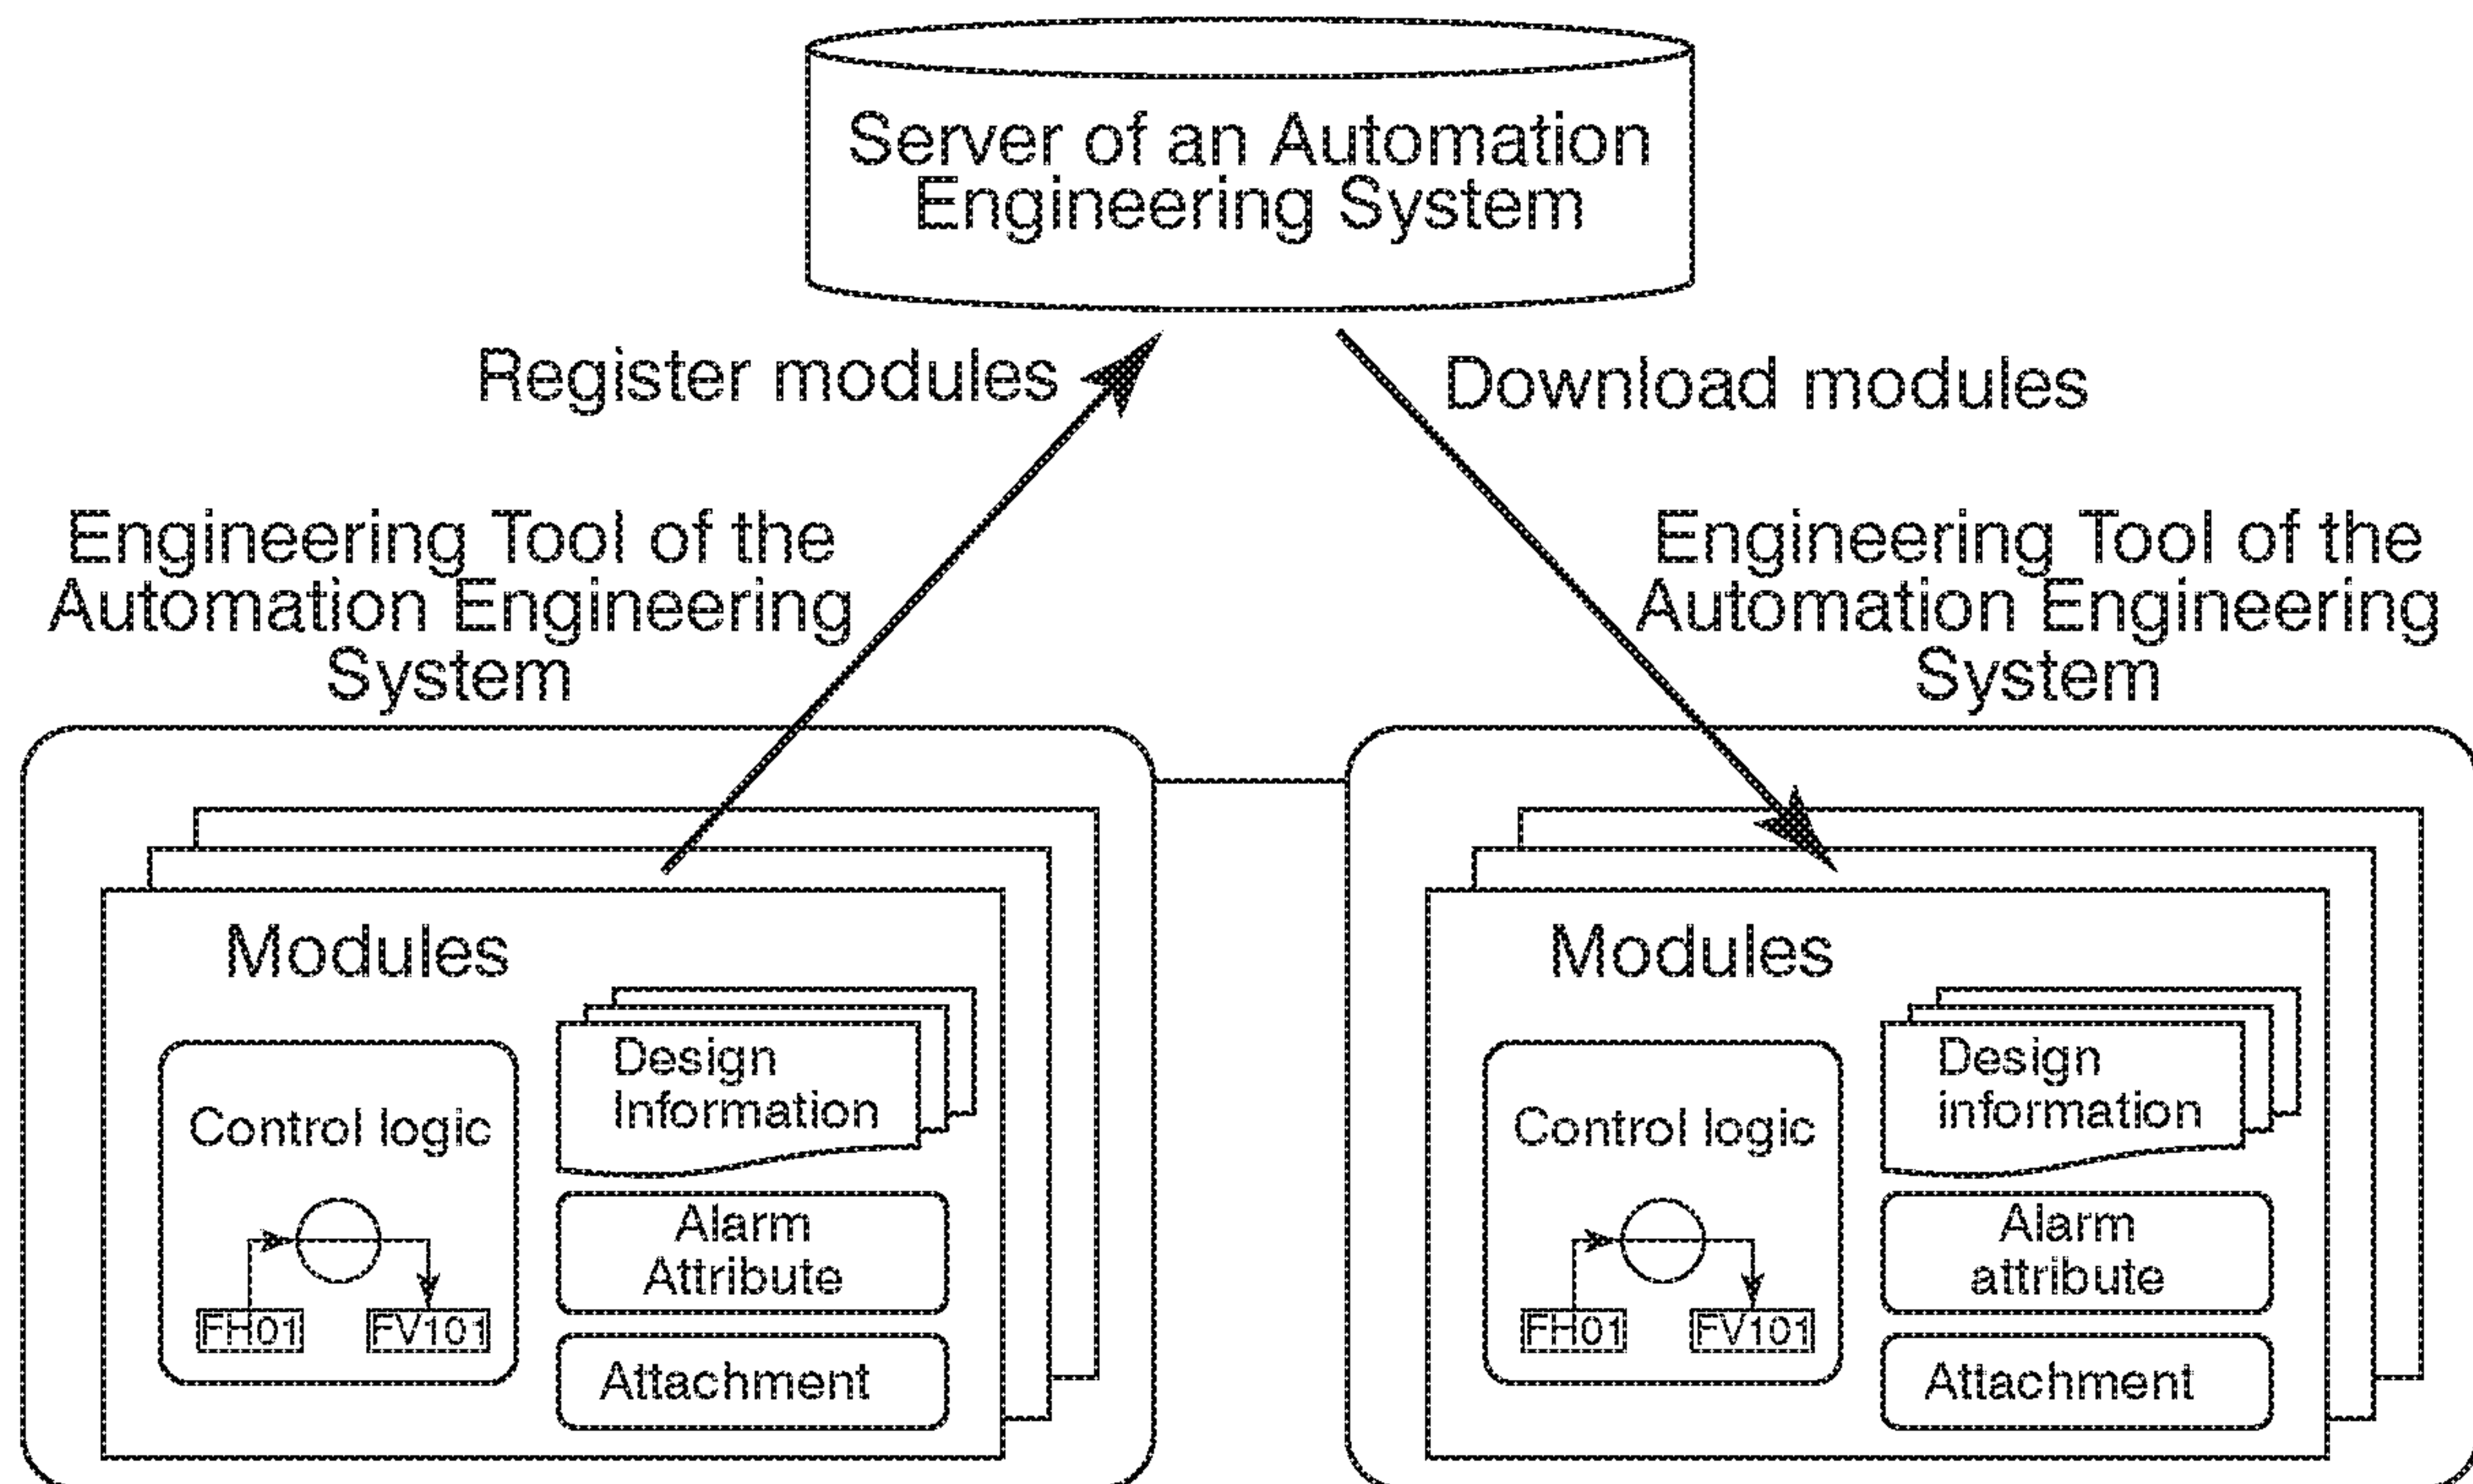 Server of an Automation
Engineering System
Register modules
Download modules
Engineering Tool of the
Automation Engineering
System
Engineering Tool of the
Automation Engineering
System
Modules
Control logic
FH01
FV101
Design
Information
Alarm
Attribute
Attachment
Modules
Control logic
FH01
FV101
Design
information
Alarm
attribute
Attachment